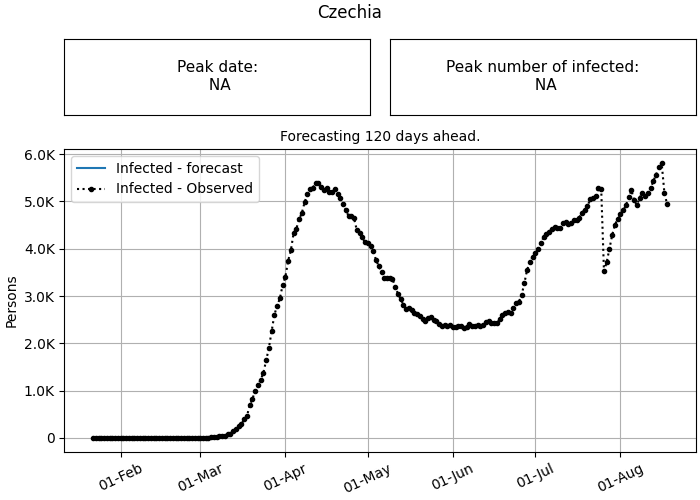 Czechia
Peak date:
NA
Peak number of infected:
NA
Forecasting 120 days ahead.
Infected - forecast
Infected - Observed
Persons
6.0K
5.0K
4.0K
3.0K
2.0K
1.0K
0
01-Feb
01-Mar
01-Apr
01-May
01-Jun
01-Jul
01-Aug